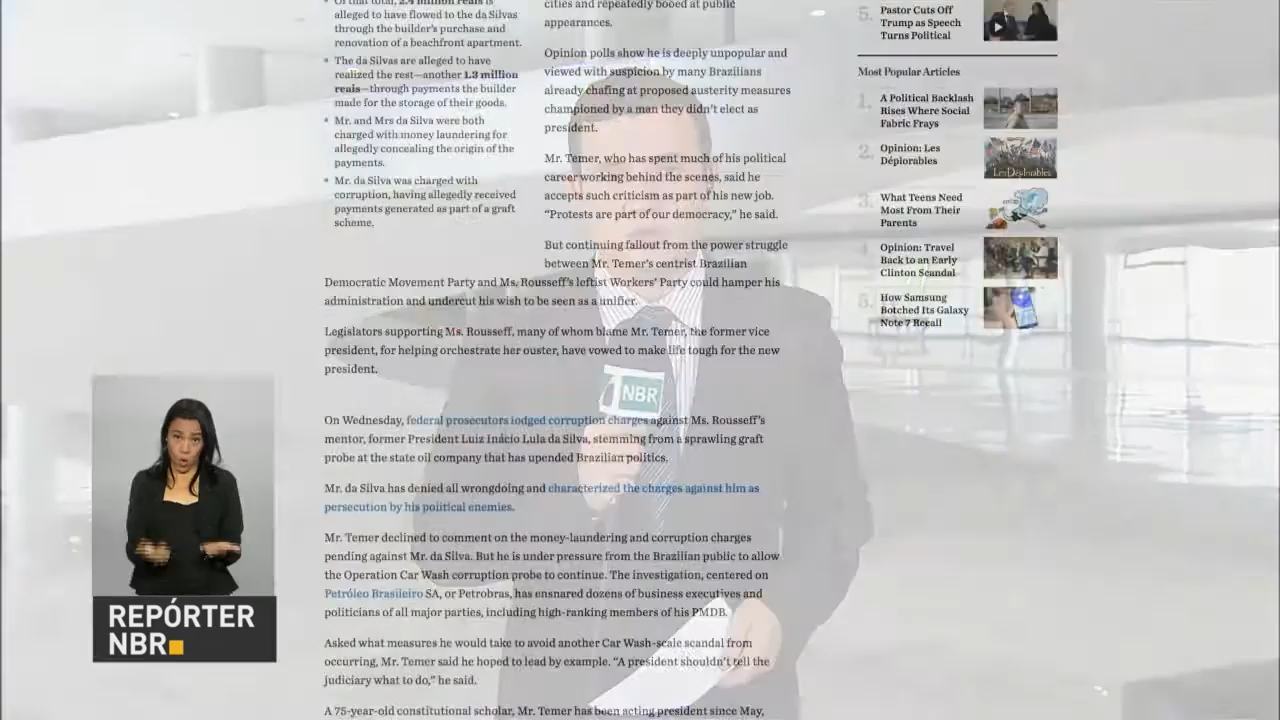 Of that total, 2.4 million reals is
alleged to have flowed to the da Silvas
through the builder's purchase and
renovation of a beachfront apartment.
The da Silvas are alleged to have
realized the rest—another 1.3 million
reals—through payments the builder
made for the storage of their goods.
Mr. and Mrs da Silva were both
charged with money laundering for
allegedly concealing the origin of the
payments.
Mr. da Silva was charged with
corruption, having allegedly received
payments generated as part of a graft
scheme.
cities and repeatedly booed at public
appearances.
Opinion polls show he is deeply unpopular and
viewed with suspicion by many Brazilians
already chafing at proposed austerity measures
championed by a man they didn't elect as
president.
Mr. Temer, who has spent much of his political
career working behind the scenes, said he
accepts such criticism as part of his new job.
“Protests are part of our democracy,” he said.
But continuing fallout from the power struggle
between Mr. Temer's centrist Brazilian
Democratic Movement Party and Ms. Rousseff's leftist Workers' Party could hamper his
administration and undercut his wish to be seen as a unifier.
Legislators supporting Ms. Rousseff, many of whom blame Mr. Temer, the former vice
president, for helping orchestrate her ouster, have vowed to make life tough for the new
president.
On Wednesday, federal prosecutors lodged corruption charges against Ms. Rousseff's
mentor, former President Luiz Inácio Lula da Silva, stemming from a sprawling graft
probe at the state oil company that has upended Brazilian politics.
Mr. da Silva has denied all wrongdoing and characterized the charges against him as
persecution by his political enemies.
Mr. Temer declined to comment on the money-laundering and corruption charges
pending against Mr. da Silva. But he is under pressure from the Brazilian public to allow
the Operation Car Wash corruption probe to continue. The investigation, centered on
Petróleo Brasileiro SA, or Petrobras, has ensnared dozens of business executives and
politicians of all major parties, including high-ranking members of his PMDB.
Asked what measures he would take to avoid another Car Wash-scale scandal from
occurring, Mr. Temer said he hoped to lead by example. “A president shouldn't tell the
judiciary what to do,” he said.
A 75-year-old constitutional scholar, Mr. Temer has been acting president since May,
5. Pastor Cuts Off
Trump as Speech
Turns Political
Most Popular Articles
1. A Political Backlash
Rises Where Social
Fabric Frays
2. Opinion: Les
Déplorables
Les Déplorables
3. What Teens Need
Most From Their
Parents
4. Opinion: Travel
Back to an Early
Clinton Scandal
5. How Samsung
Botched Its Galaxy
Note 7 Recall
NBR
REPÓRTER
NBR